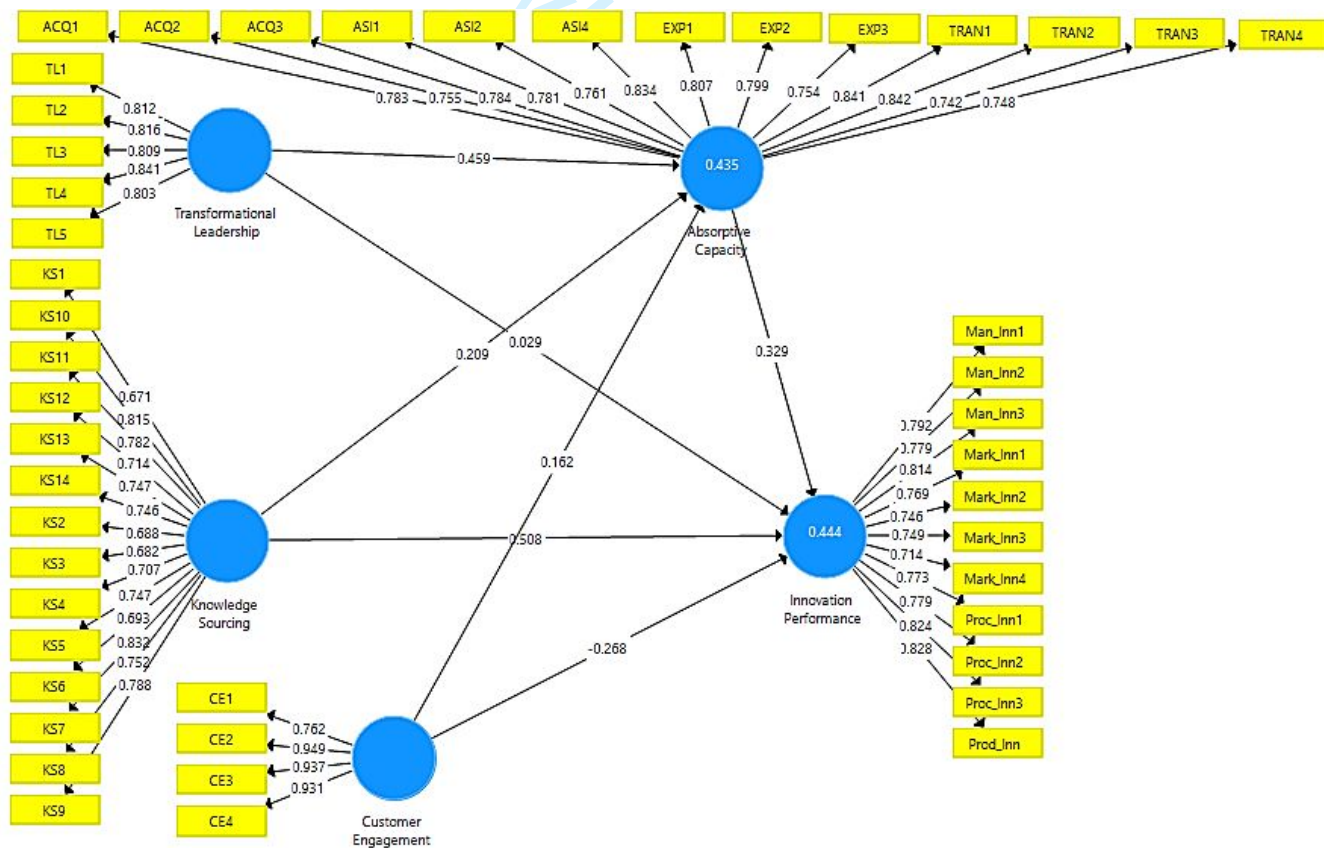 ACQ1
ACQ2
ACQ3
ASI1
ASI2
ASI4
EXP1
EXP2
EXP3
TRAN1
TRAN2
TRAN3
TRAN4
0.783
0.755
0.784
0.781
0.761
0.834
0.807
0.799
0.754
0.841
0.842
0.742
0.748
TL1
TL2
TL3
TL4
TL5
0.812
0.816
0.809
0.841
0.803
Transformational
Leadership
0.459
0.435
Absorptive
Capacity
KS1
KS10
KS11
KS12
KS13
KS14
KS2
KS3
KS4
KS5
KS6
KS7
KS8
KS9
0.671
0.815
0.782
0.714
0.747
0.746
0.688
0.682
0.707
0.747
0.693
0.832
0.752
0.788
Knowledge
Sourcing
0.209
0.029
0.329
0.162
0.508
-0.268
0.444
Innovation
Performance
Man_Inn1
Man_Inn2
Man_Inn3
Mark_Inn1
Mark_Inn2
Mark_Inn3
Mark_Inn4
Proc_Inn1
Proc_Inn2
Proc_Inn3
Prod_Inn
0.792
0.779
0.814
0.769
0.746
0.749
0.714
0.773
0.779
0.824
0.828
CE1
CE2
CE3
CE4
0.762
0.949
0.937
0.931
Customer
Engagement